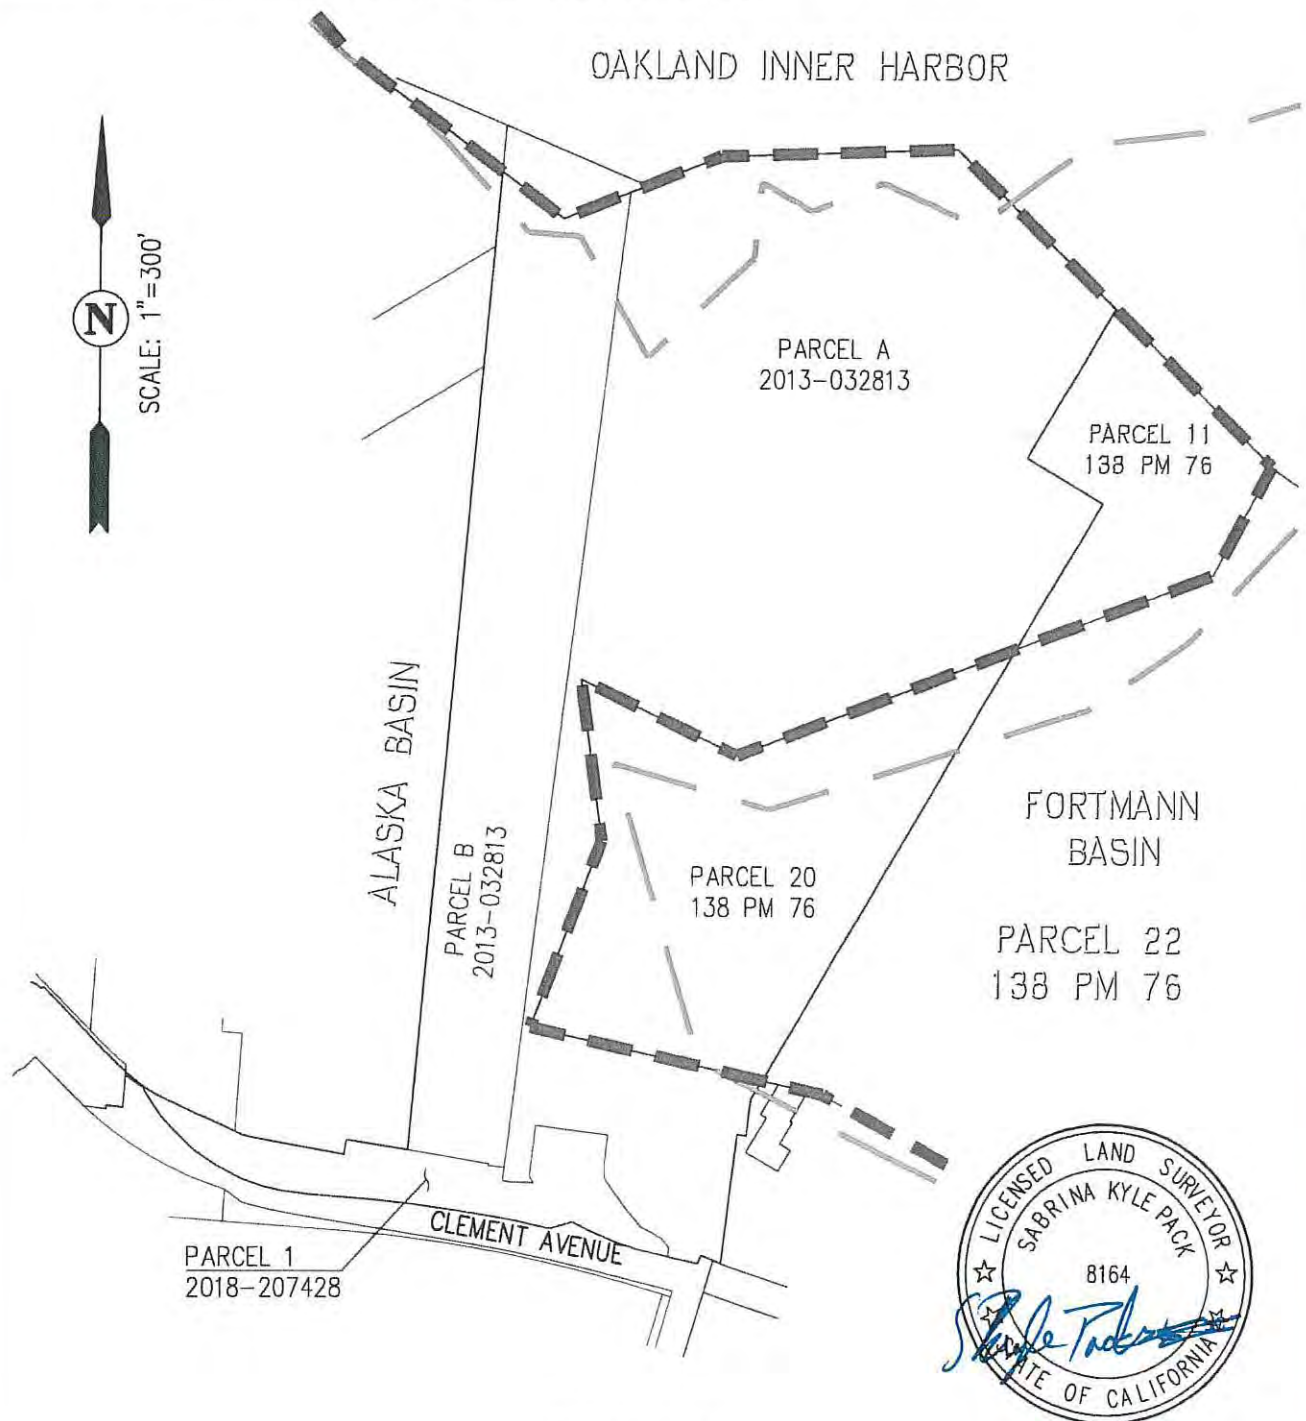 OAKLAND INNER HARBOR
N
SCALE: 1"=300'
PARCEL A
2013-032813
PARCEL 11
138 PM 76
ALASKA BASIN
PARCEL B
2013-032813
PARCEL 20
138 PM 76
FORTMANN
BASIN
PARCEL 22
138 PM 76
CLEMENT AVENUE
PARCEL 1
2018-207428
LICENSED LAND SURVEYOR
SABRINA KYLE PACK
8164
STATE OF CALIFORNIA